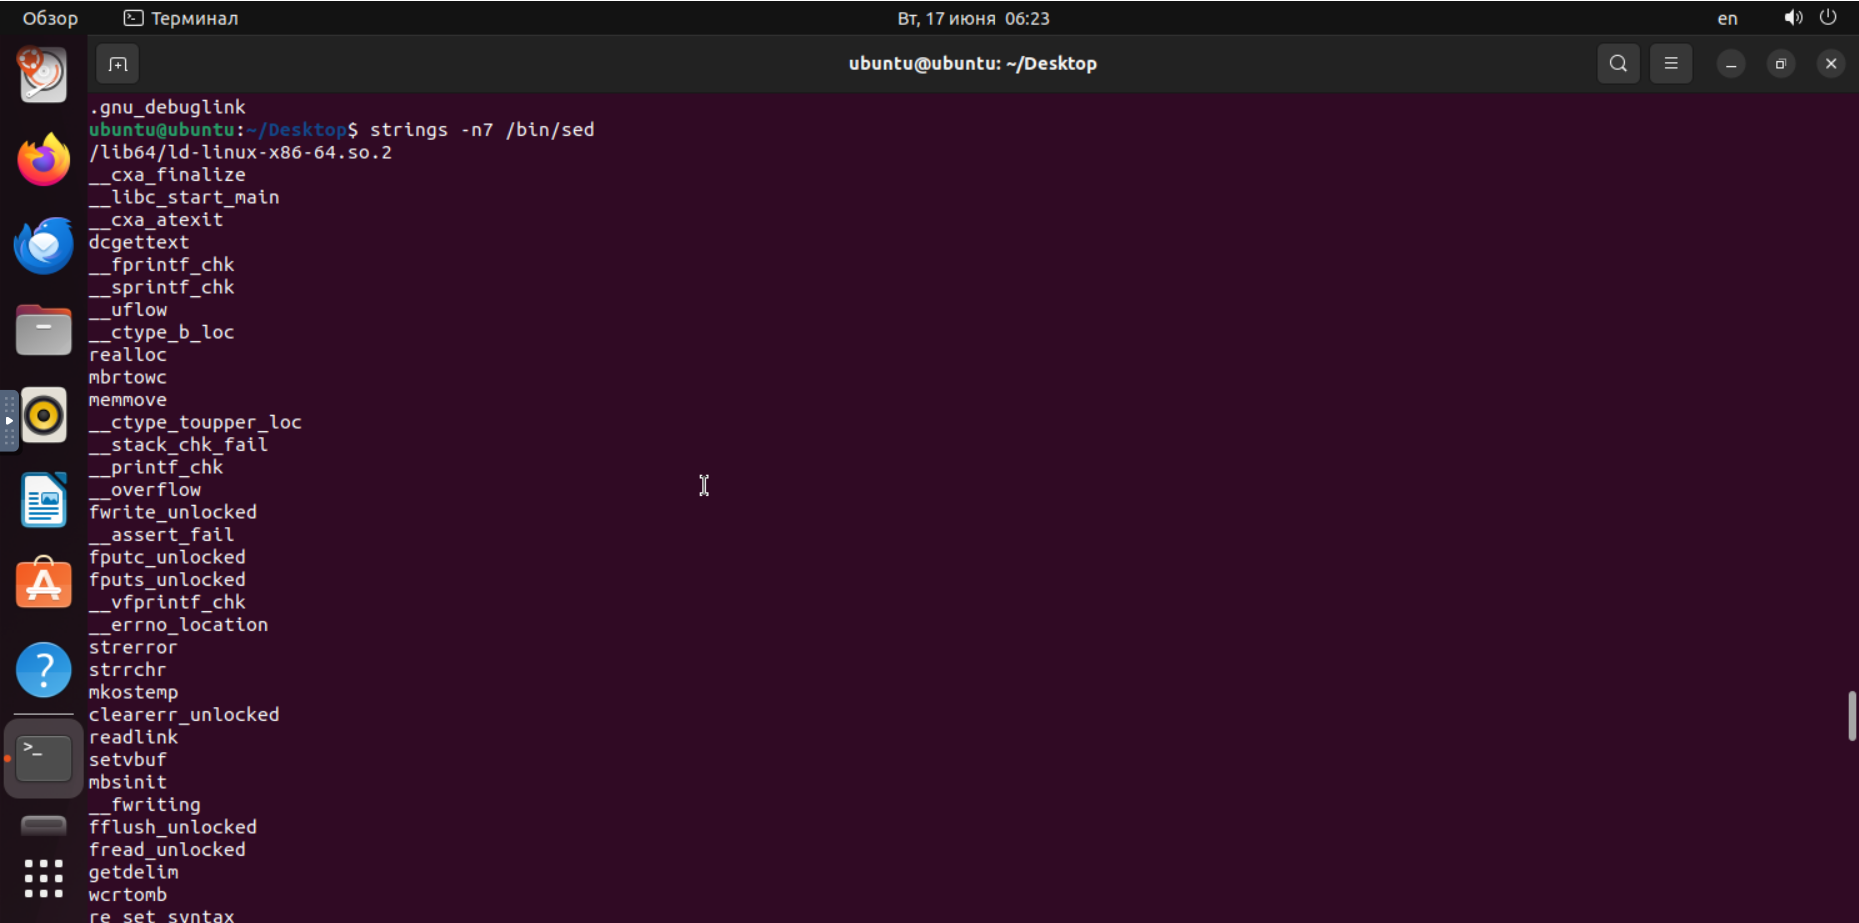 Обзор
Терминал
Вт, 17 июня 06:23
en
ubuntu@ubuntu: ~/Desktop
.gnu_debuglink
ubuntu@ubuntu:~/Desktop$ strings -n7 /bin/sed
/lib64/ld-linux-x86-64.so.2
__cxa_finalize
__libc_start_main
__cxa_atexit
dcgettext
__fprintf_chk
__sprintf_chk
__uflow
__ctype_b_loc
realloc
mbrtowc
memmove
__ctype_toupper_loc
__stack_chk_fail
__printf_chk
__overflow
fwrite_unlocked
__assert_fail
fputc_unlocked
fputs_unlocked
__vfprintf_chk
__errno_location
strerror
strrchr
mkostemp
clearerr_unlocked
readlink
setvbuf
mbsinit
__fwriting
fflush_unlocked
fread_unlocked
getdelim
wcrtomb
re_set_syntax